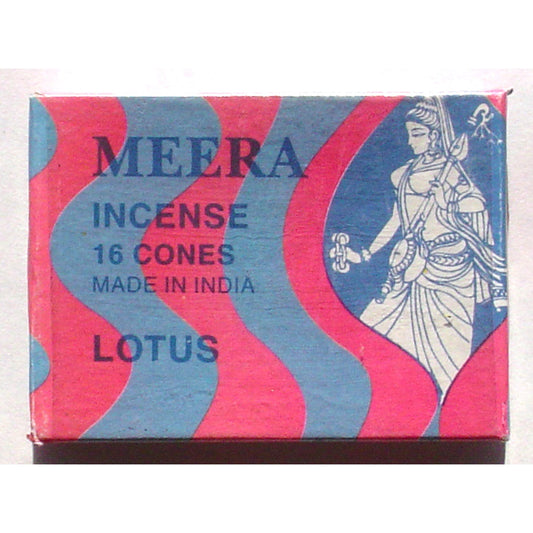 MEERA
INCENSE
16 CONES
MADE IN INDIA
LOTUS